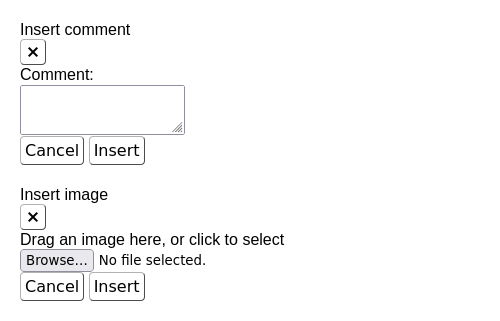 Insert comment
×
Comment:
Cancel Insert
Insert image
×
Drag an image here, or click to select
Browse... No file selected.
Cancel Insert